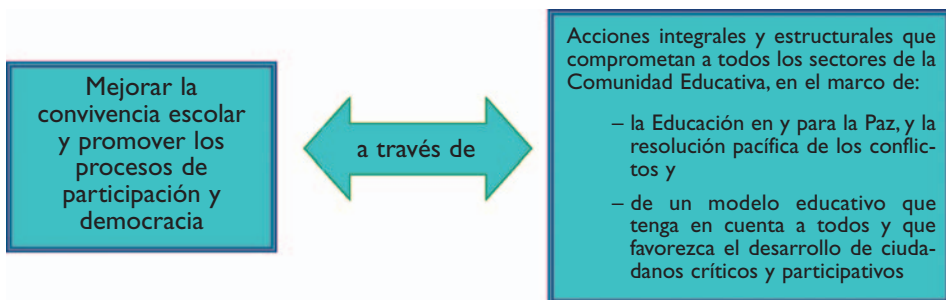 Mejorar la
convivencia escolar
y promover los
procesos de
participación y
democracia
a través de
Acciones integrales y estructurales que
comprometan a todos los sectores de la
Comunidad Educativa, en el marco de:
– la Educación en y para la Paz, y la
resolución pacífica de los conflic-
tos y
– de un modelo educativo que
tenga en cuenta a todos y que
favorezca el desarrollo de ciuda-
danos críticos y participativos